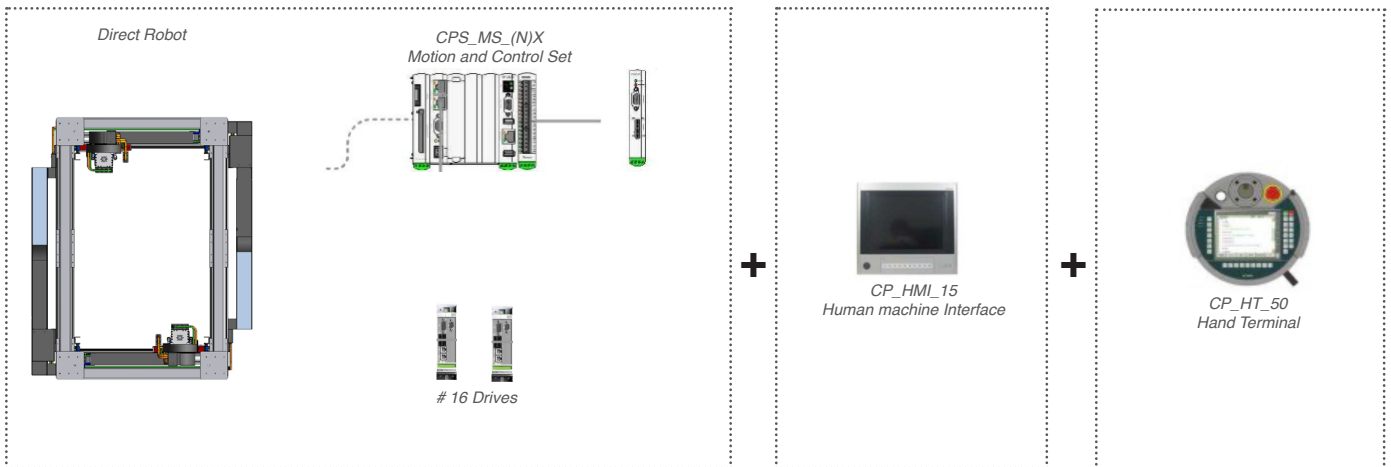 Direct Robot
CPS_MS_(N)X
Motion and Control Set
+
+
CP_HMI_15
Human machine Interface
CP_HT_50
Hand Terminal
# 16 Drives